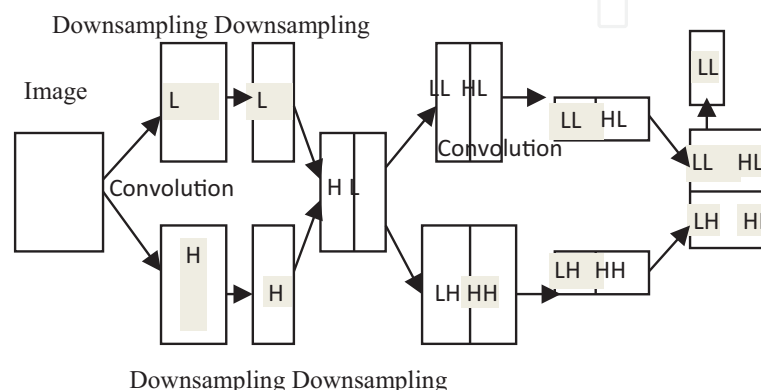 Downsampling Downsampling
Image
L
L
LL HL
LL
LL HL
Convolution
Convolution
H L
LL HL
H
H
LH HH
LH HH
LH
Downsampling Downsampling